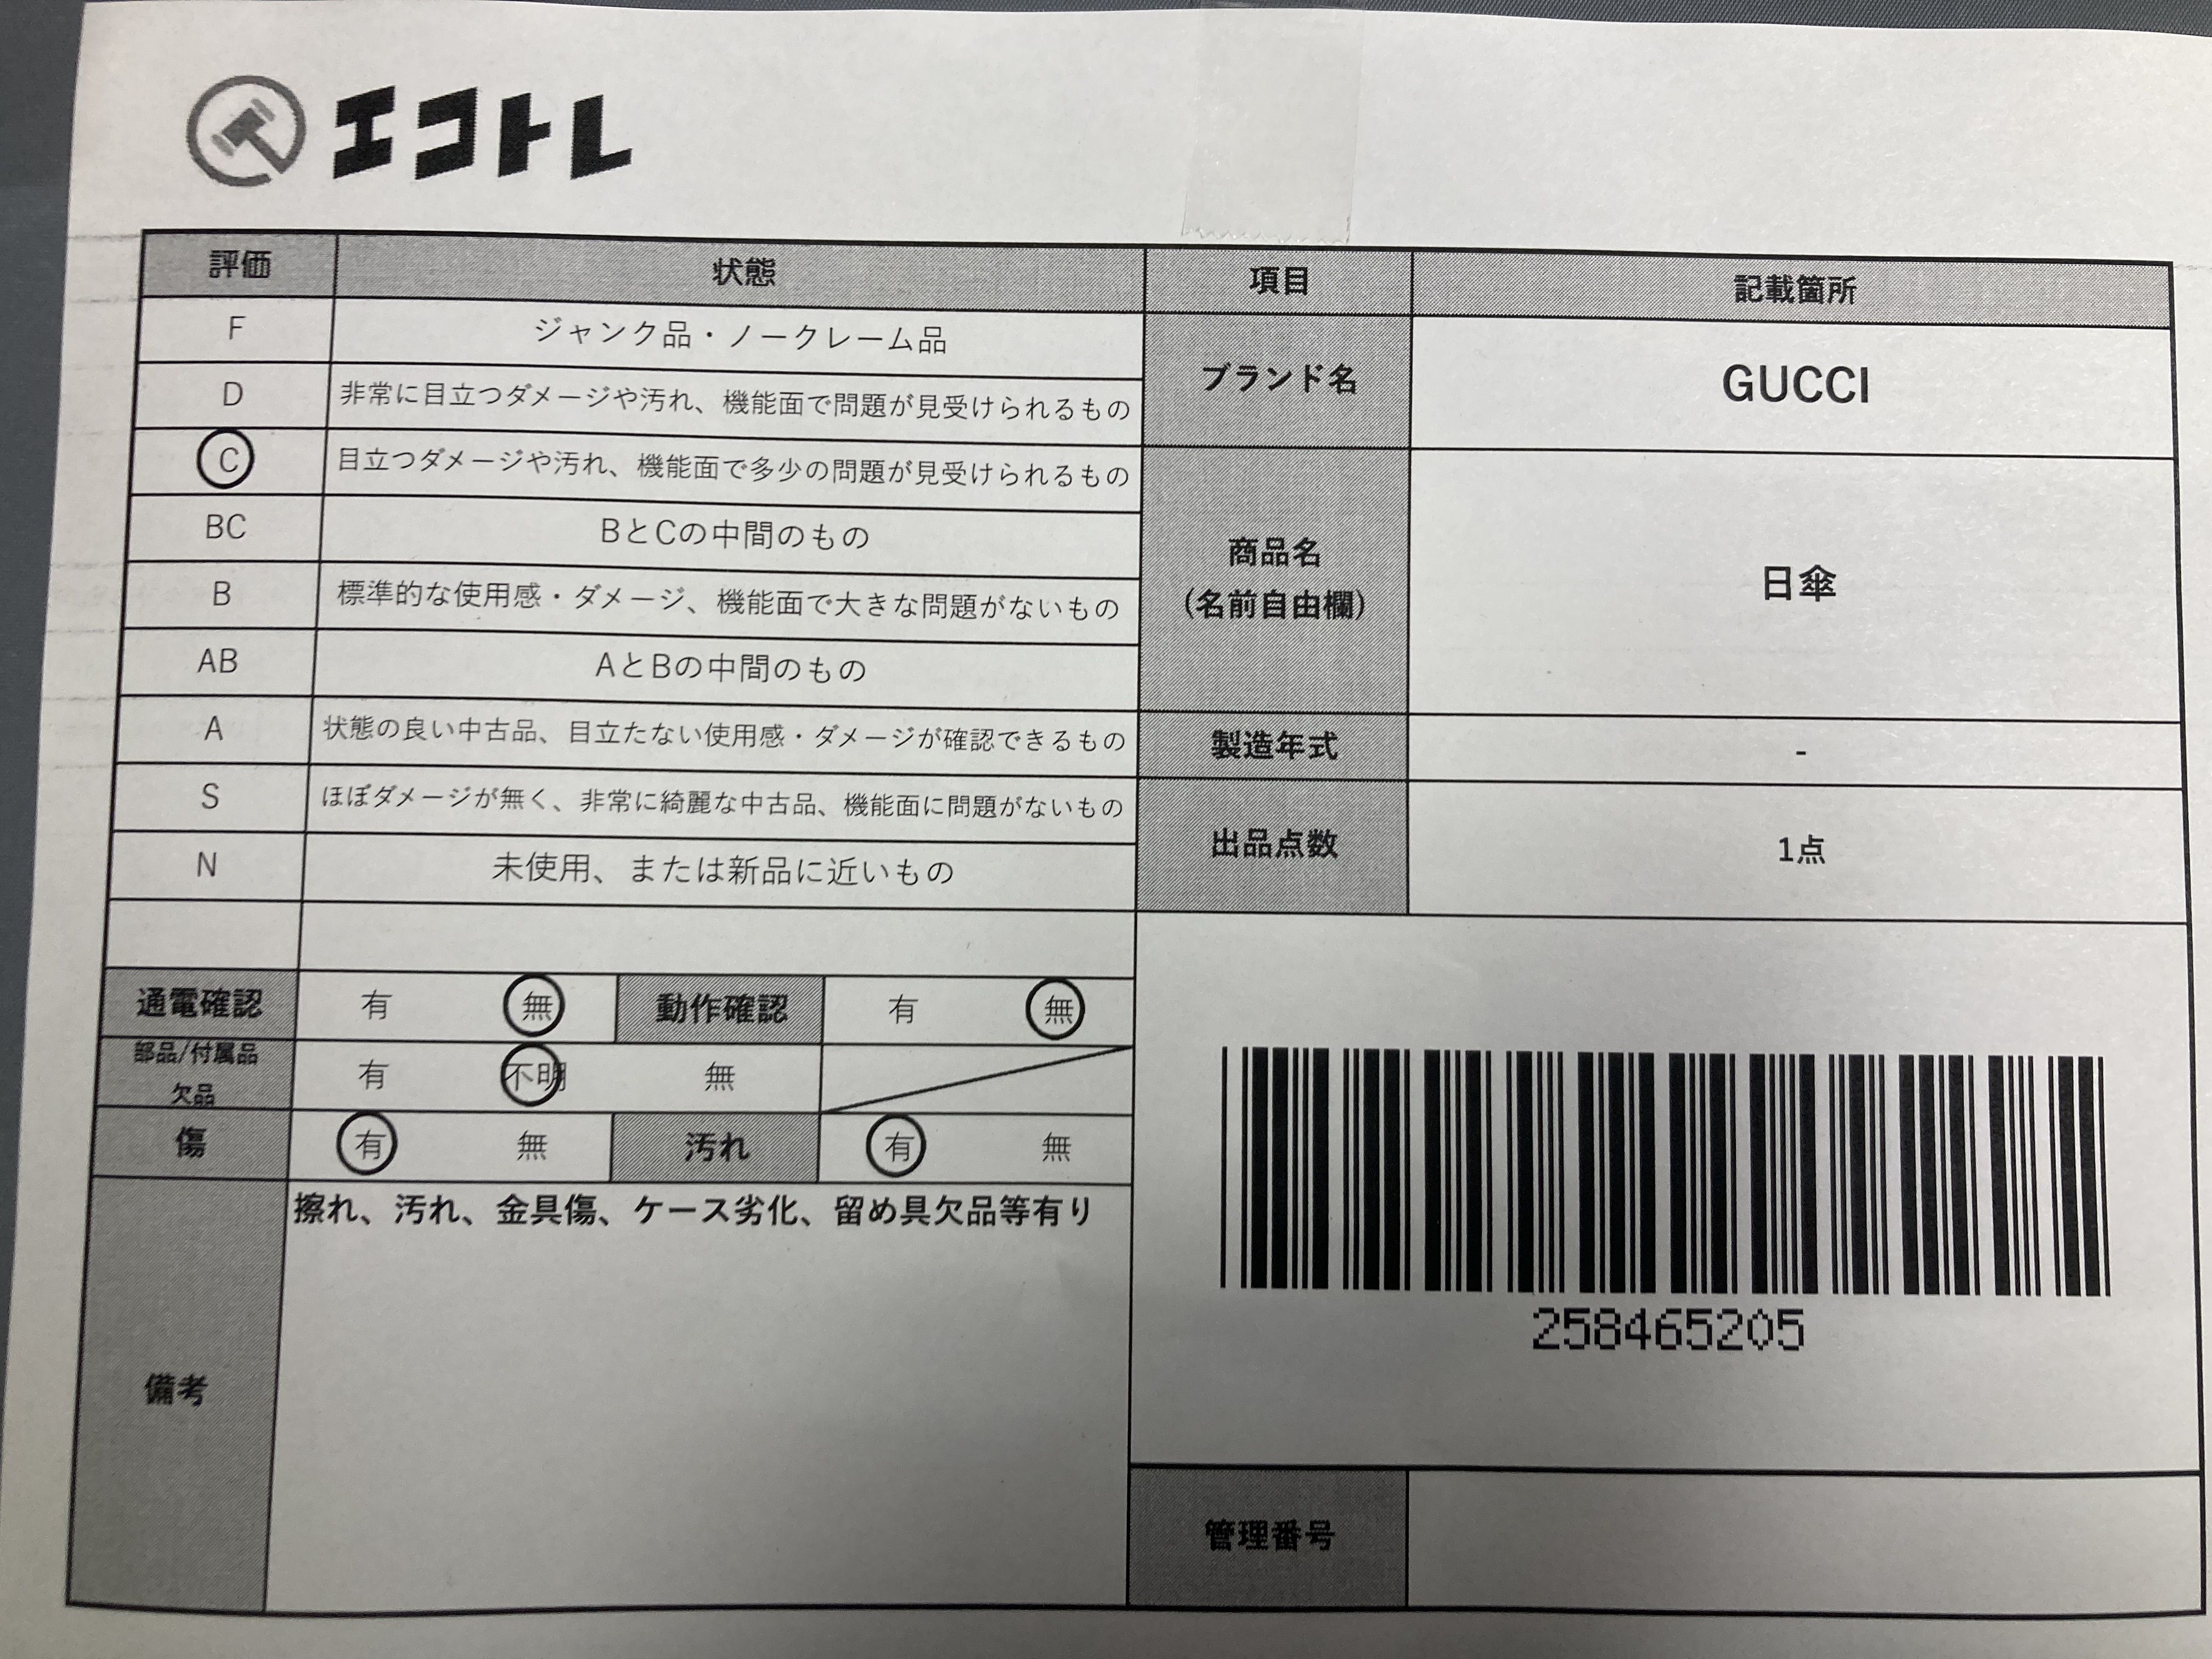 エコトレ
評価 状態 項目 記載箇所
F ジャンク品・ノークレーム品
D 非常に目立つダメージや汚れ、機能面で問題が見受けられるもの
ブランド名 GUCCI
C 目立つダメージや汚れ、機能面で多少の問題が見受けられるもの
BC BとCの中間のもの
B 標準的な使用感・ダメージ、機能面で大きな問題がないもの
商品名
(名前自由欄)
日傘
AB AとBの中間のもの
A 状態の良い中古品、目立たない使用感・ダメージが確認できるもの
製造年式 -
S ほぼダメージが無く、非常に綺麗な中古品、機能面に問題がないもの
N 未使用、または新品に近いもの
出品点数 1点
通電確認 有 無 動作確認 有 無
部品/付属品
欠品
有 不明 無
傷 有 無 汚れ 有 無
備考
擦れ、汚れ、金具傷、ケース劣化、留め具欠品等有り
258465205
管理番号